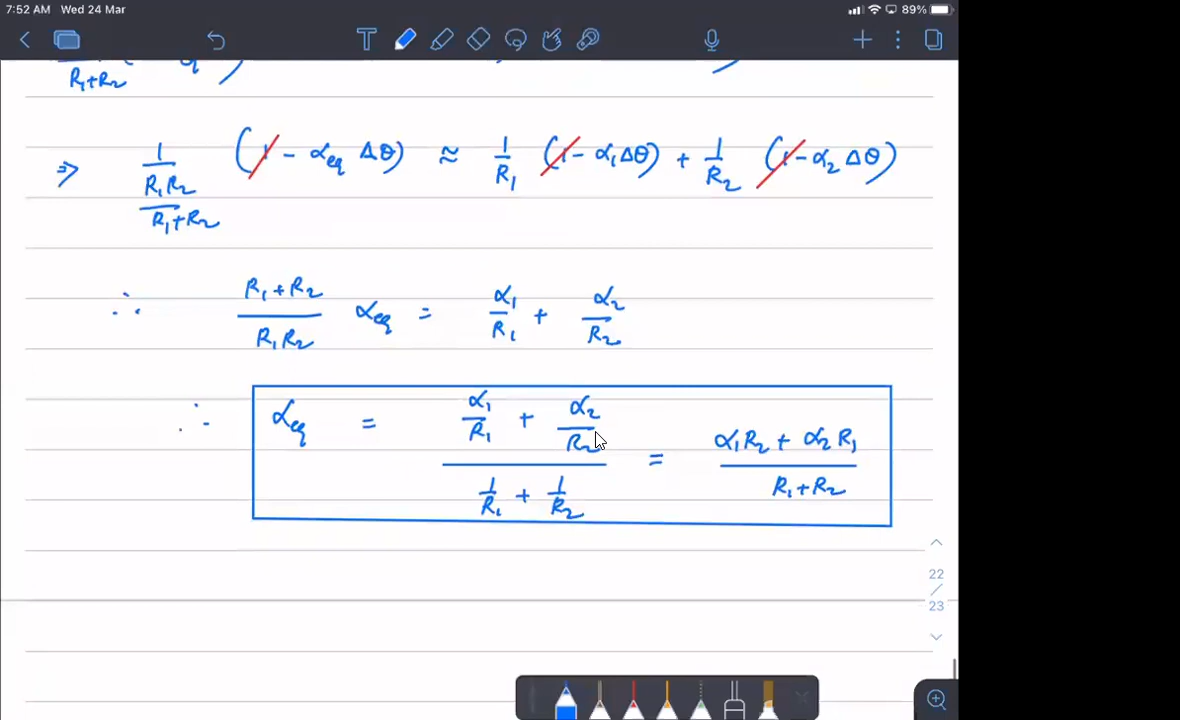 7:52 AM Wed 24 Mar 89%
T
R₁+R₂
⇒ 1/(R₁R₂/(R₁+R₂)) (1 - α_eq Δθ) ≈ 1/R₁ (1 - α₁Δθ) + 1/R₂ (1 - α₂ Δθ)
∴ (R₁+R₂)/(R₁R₂) α_eq = α₁/R₁ + α₂/R₂
∴ α_eq = (α₁/R₁ + α₂/R₂)/(1/R₁ + 1/R₂) = (α₁R₂ + α₂R₁)/(R₁+R₂)
22
/
23